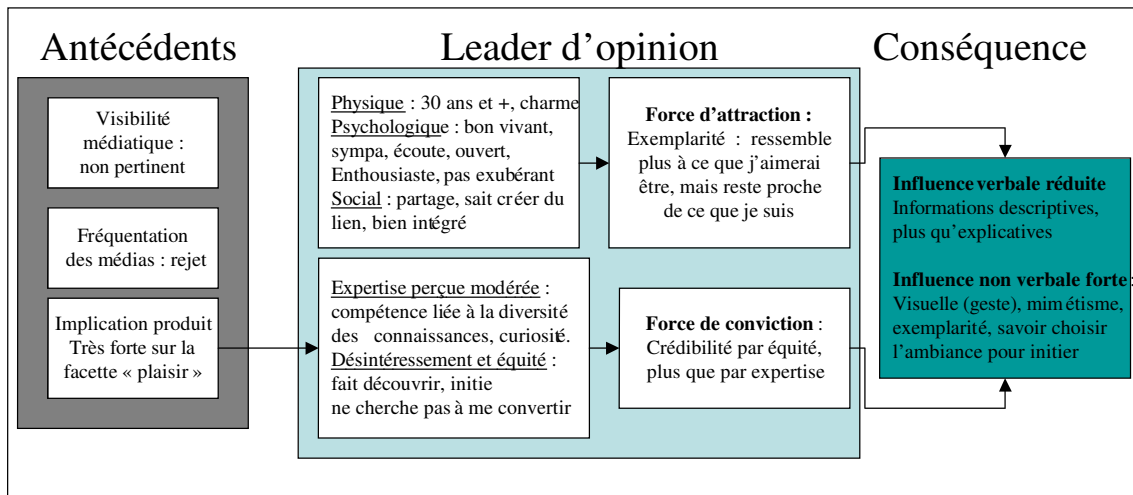 Antécédents
Leader d'opinion
Conséquence
Visibilité
médiatique :
non pertinent
Fréquentation
des médias : rejet
Implication produit
Très forte sur la
facette « plaisir »
Physique : 30 ans et +, charme
Psychologique : bon vivant,
sympa, écoute, ouvert,
Enthousiaste, pas exubérant
Social : partage, sait créer du
lien, bien intégré
Expertise perçue modérée :
compétence liée à la diversité
des connaissances, curiosité.
Désintéressement et équité :
fait découvrir, initie
ne cherche pas à me convertir
Force d'attraction :
Exemplarité : ressemble
plus à ce que j'aimerai
être, mais reste proche
de ce que je suis
Force de conviction :
Crédibilité par équité,
plus que par expertise
Influence verbale réduite
Informations descriptives,
plus qu'explicatives
Influence non verbale forte :
Visuelle (geste), mimétisme,
exemplarité, savoir choisir
l'ambiance pour initier